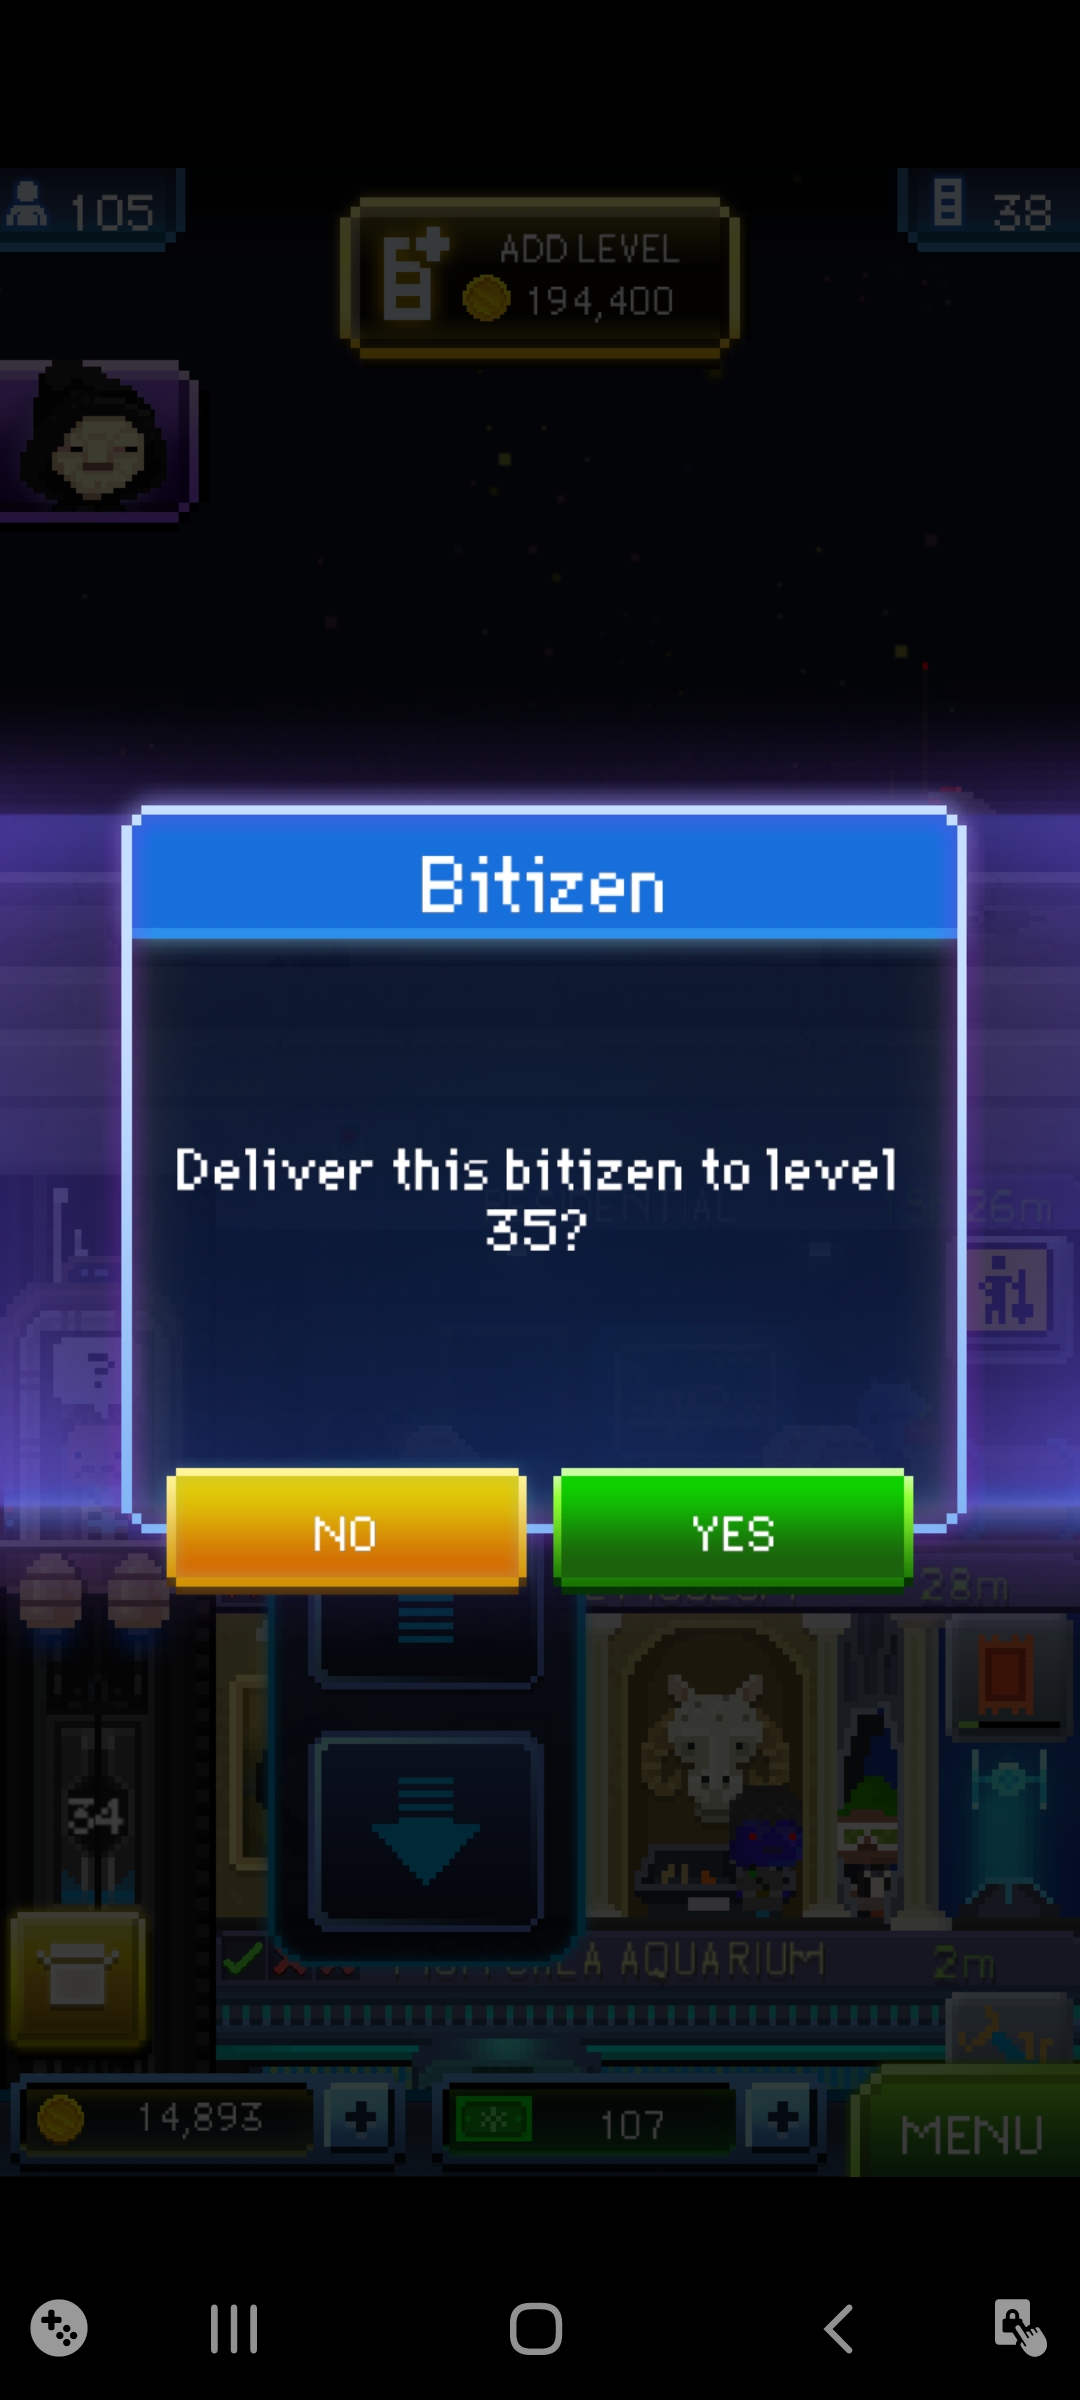 105
38
ADD LEVEL
194,400
Bitizen
Deliver this bitizen to level
35?
26m
?
NO
YES
28m
34
AQUARIUM
2m
14,893
107
MENU